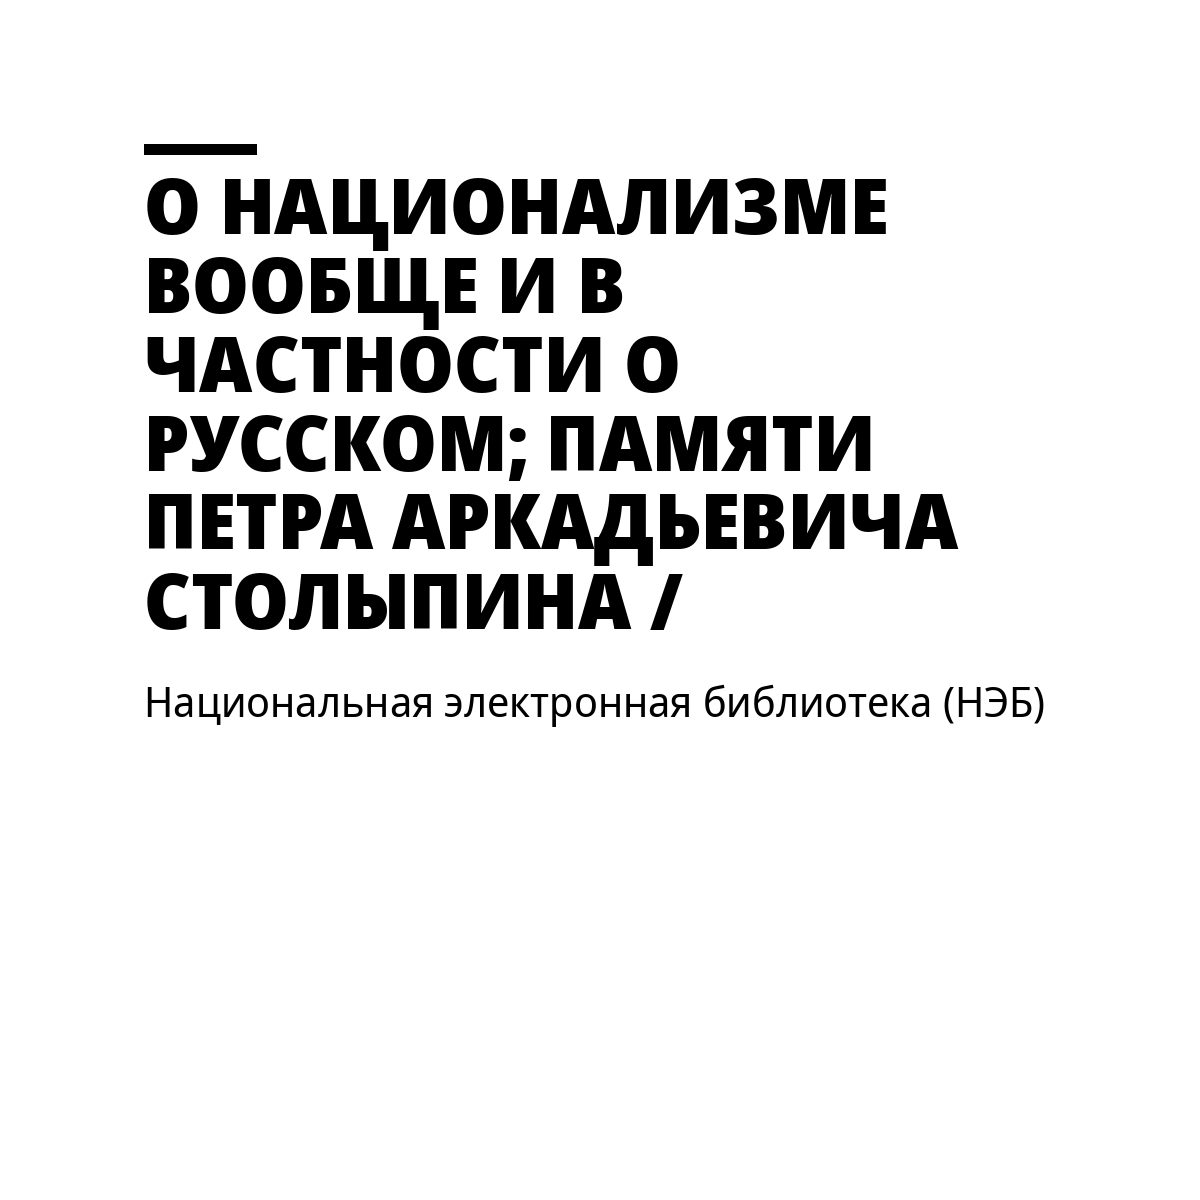 О НАЦИОНАЛИЗМЕ
ВООБЩЕ И В
ЧАСТНОСТИ О
РУССКОМ; ПАМЯТИ
ПЕТРА АРКАДЬЕВИЧА
СТОЛЫПИНА /
Национальная электронная библиотека (НЭБ)